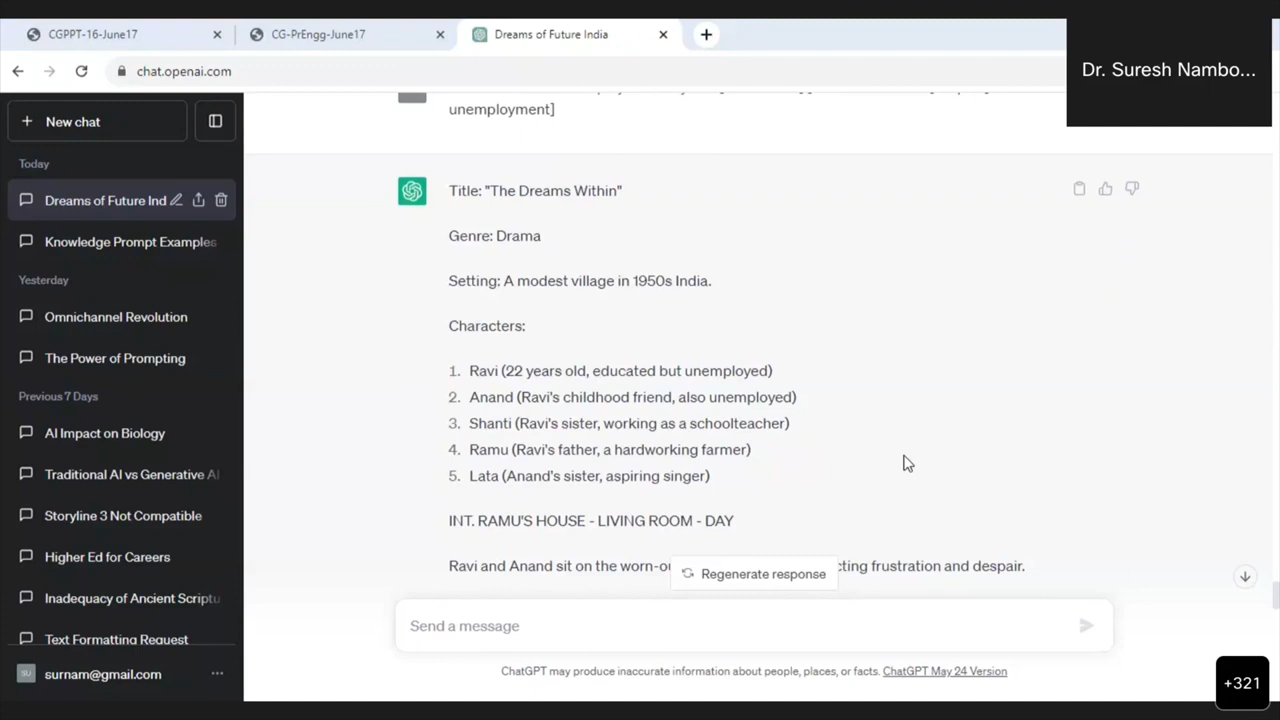 CGPPT-16-June17
CG-PrEngg-June17
Dreams of Future India
chat.openai.com
Dr. Suresh Nambo...
New chat
Today
Dreams of Future Ind
Knowledge Prompt Examples
Yesterday
Omnichannel Revolution
The Power of Prompting
Previous 7 Days
AI Impact on Biology
Traditional AI vs Generative AI
Storyline 3 Not Compatible
Higher Ed for Careers
Inadequacy of Ancient Scriptu
Text Formatting Request
SU
surnam@gmail.com
unemployment]
Title: "The Dreams Within"
Genre: Drama
Setting: A modest village in 1950s India.
Characters:
1. Ravi (22 years old, educated but unemployed)
2. Anand (Ravi's childhood friend, also unemployed)
3. Shanti (Ravi's sister, working as a schoolteacher)
4. Ramu (Ravi's father, a hardworking farmer)
5. Lata (Anand's sister, aspiring singer)
INT. RAMU'S HOUSE - LIVING ROOM - DAY
Ravi and Anand sit on the frustration and despair.
Regenerate response
Send a message
ChatGPT may produce inaccurate information about people, places, or facts. ChatGPT May 24 Version
+321